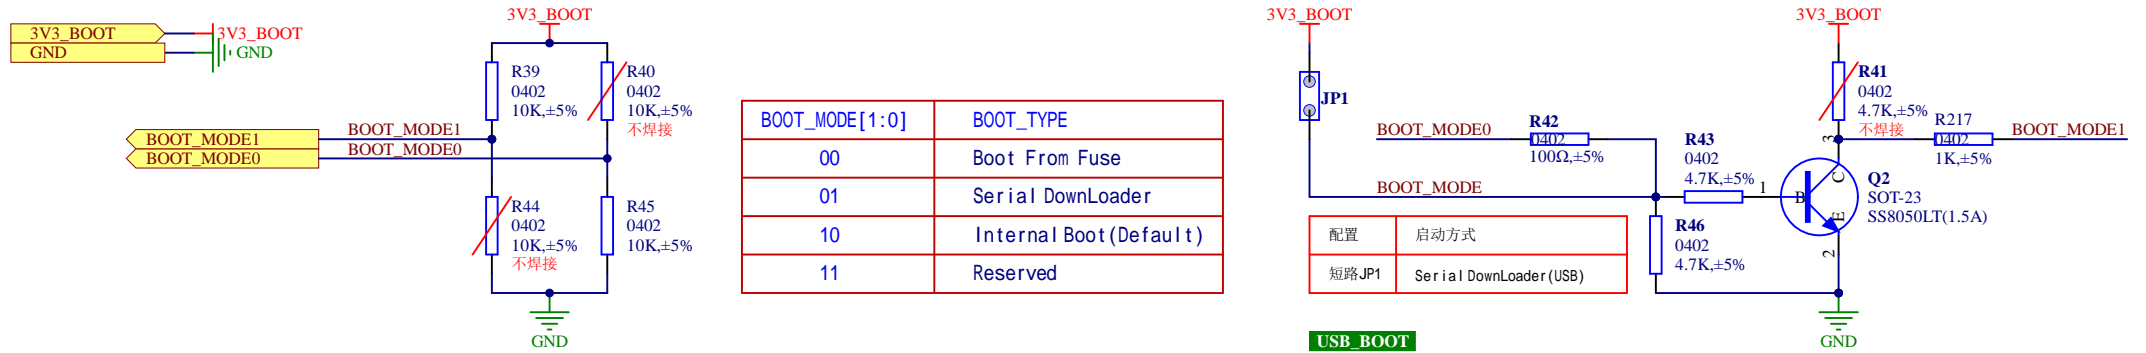 3V3_BOOT
GND
3V3_BOOT
GND
3V3_BOOT
R39
0402
10K,±5%
R40
0402
10K,±5%
不焊接
BOOT_MODE1
BOOT_MODE0
BOOT_MODE1
BOOT_MODE0
R44
0402
10K,±5%
不焊接
R45
0402
10K,±5%
GND
BOOT_MODE[1:0] BOOT_TYPE
00 Boot From Fuse
01 Serial DownLoader
10 Internal Boot(Default)
11 Reserved
3V3_BOOT
JP1
BOOT_MODE0
R42
0402
100Ω,±5%
BOOT_MODE
R43
0402
4.7K,±5%
R46
0402
4.7K,±5%
配置 启动方式
短路JP1 Serial DownLoader(USB)
USB_BOOT
3V3_BOOT
R41
0402
4.7K,±5%
不焊接
R217
0402
1K,±5%
BOOT_MODE1
3
C
1
B
E
2
Q2
SOT-23
SS8050LT(1.5A)
GND